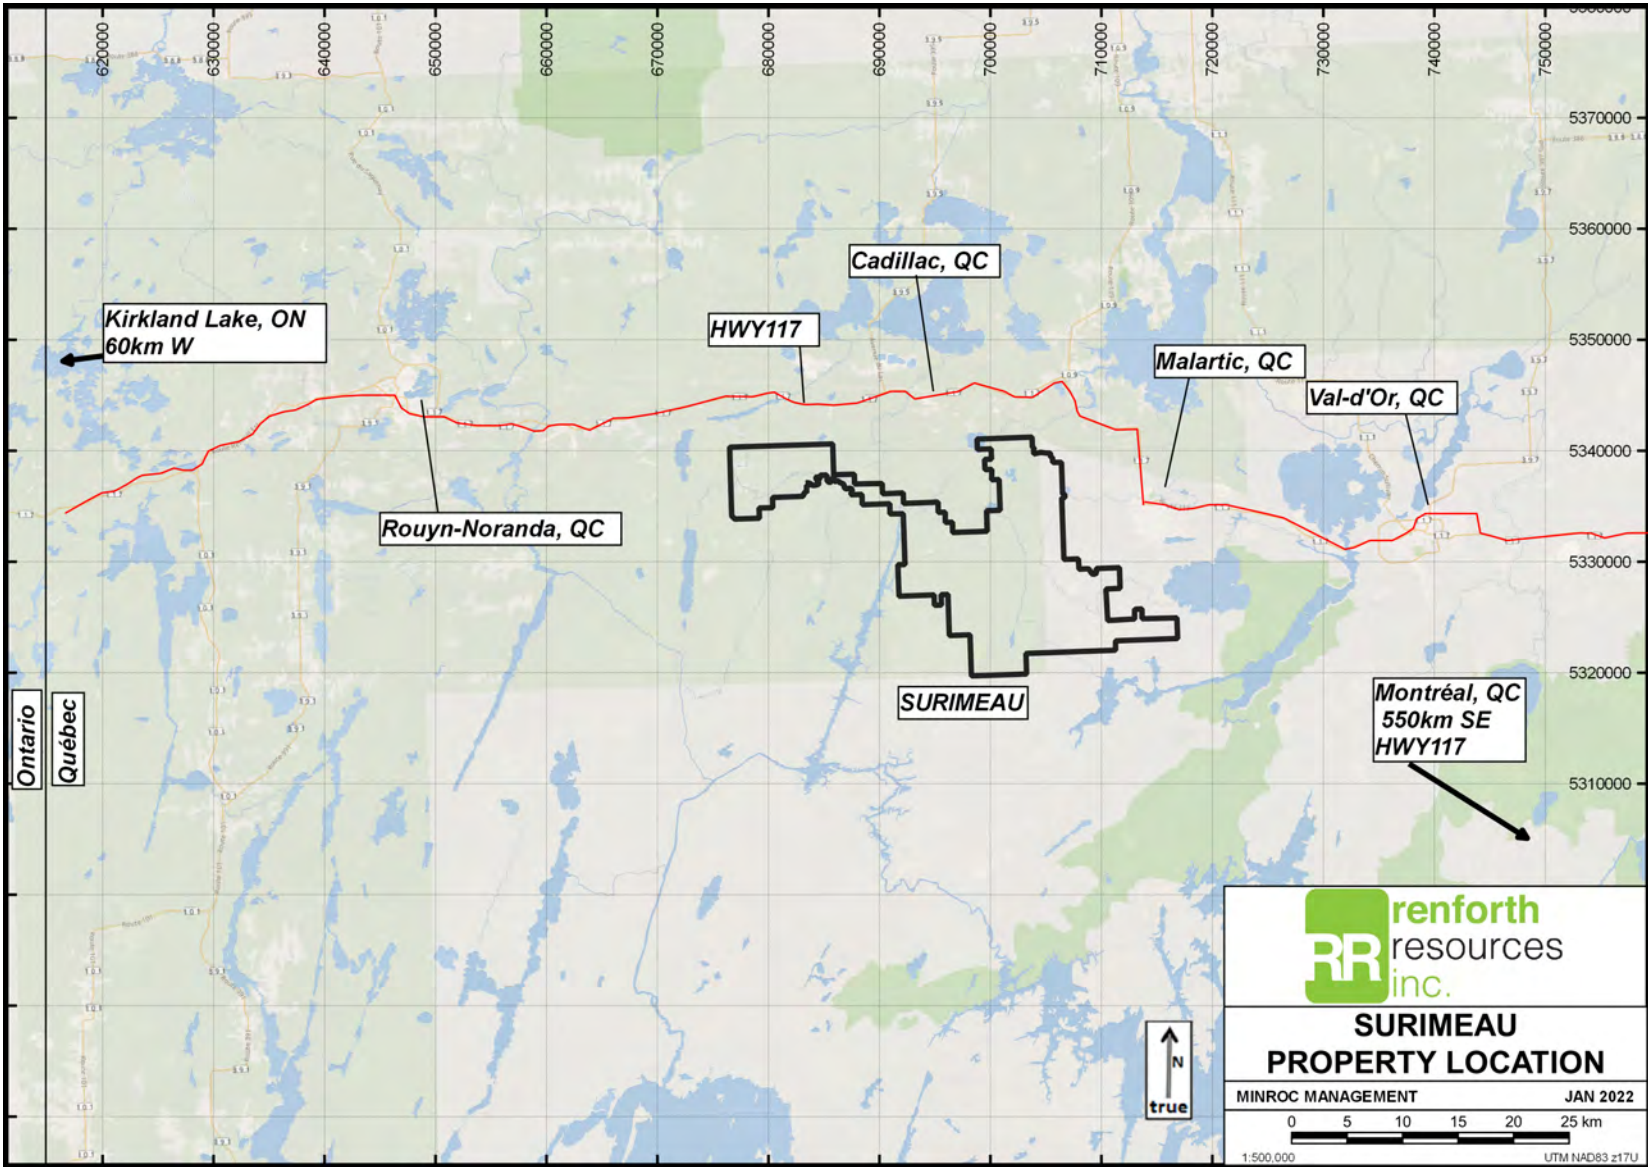 620000
630000
640000
650000
660000
670000
680000
690000
700000
710000
720000
730000
740000
750000
5370000
5360000
5350000
5340000
5330000
5320000
5310000
Cadillac, QC
Kirkland Lake, ON
60km W
HWY117
Malartic, QC
Val-d'Or, QC
Rouyn-Noranda, QC
SURIMEAU
Ontario
Québec
Montréal, QC
550km SE
HWY117
renforth
RR
resources
inc.
SURIMEAU
PROPERTY LOCATION
N
true
MINROC MANAGEMENT JAN 2022
0 5 10 15 20 25 km
1:500,000 UTM NAD83 z17U